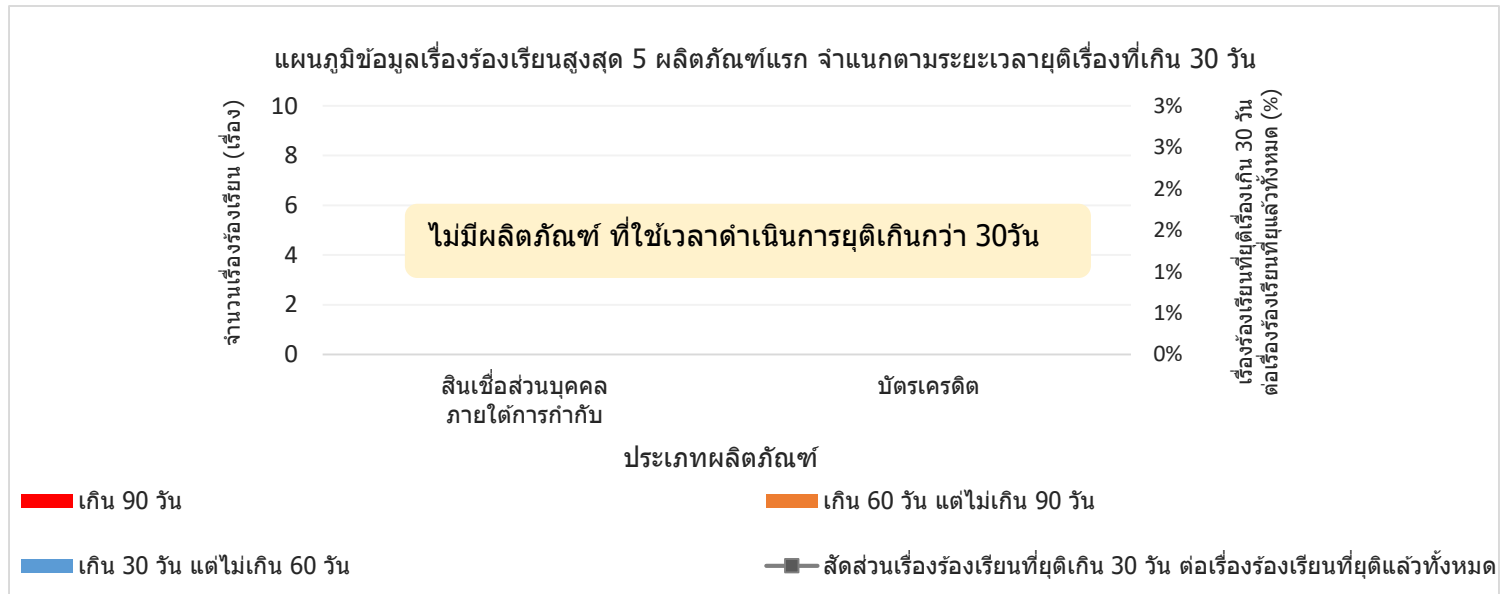 แผนภูมิข้อมูลเรื่องร้องเรียนสูงสุด 5 ผลิตภัณฑ์แรก จำแนกตามระยะเวลายุติเรื่องที่เกิน 30 วัน
จำนวนเรื่องร้องเรียน (เรื่อง)
10
8
6
4
2
0
ไม่มีผลิตภัณฑ์ ที่ใช้เวลาดำเนินการยุติเกินกว่า 30วัน
3%
3%
2%
2%
1%
1%
0%
เรื่องร้องเรียนที่ยุติเรื่องเกิน 30 วัน
ต่อเรื่องร้องเรียนที่ยุแล้วทั้งหมด (%)
สินเชื่อส่วนบุคคล
ภายใต้การกำกับ
บัตรเครดิต
ประเภทผลิตภัณฑ์
เกิน 90 วัน
เกิน 60 วัน แต่ไม่เกิน 90 วัน
เกิน 30 วัน แต่ไม่เกิน 60 วัน
สัดส่วนเรื่องร้องเรียนที่ยุติเกิน 30 วัน ต่อเรื่องร้องเรียนที่ยุติแล้วทั้งหมด